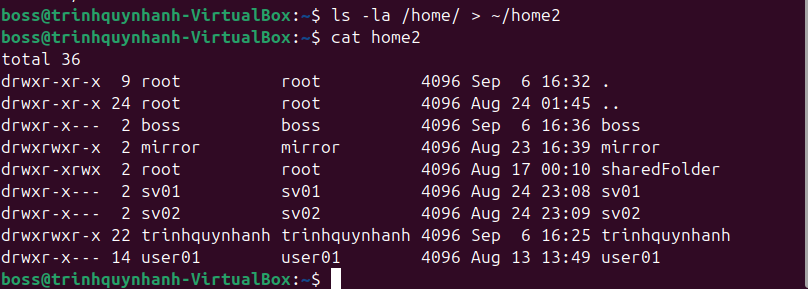 boss@trinhquynhanh-VirtualBox:~$ ls -la /home/ > ~/home2
boss@trinhquynhanh-VirtualBox:~$ cat home2
total 36
drwxr-xr-x  9 root         root         4096 Sep  6 16:32 .
drwxr-xr-x 24 root         root         4096 Aug 24 01:45 ..
drwxr-x---  2 boss         boss         4096 Sep  6 16:36 boss
drwxrwxr-x  2 mirror       mirror       4096 Aug 23 16:39 mirror
drwxr-xrwx  2 root         root         4096 Aug 17 00:10 sharedFolder
drwxr-x---  2 sv01         sv01         4096 Aug 24 23:08 sv01
drwxr-x---  2 sv02         sv02         4096 Aug 24 23:09 sv02
drwxrwxr-x 22 trinhquynhanh trinhquynhanh 4096 Sep  6 16:25 trinhquynhanh
drwxr-x--- 14 user01       user01       4096 Aug 13 13:49 user01
boss@trinhquynhanh-VirtualBox:~$